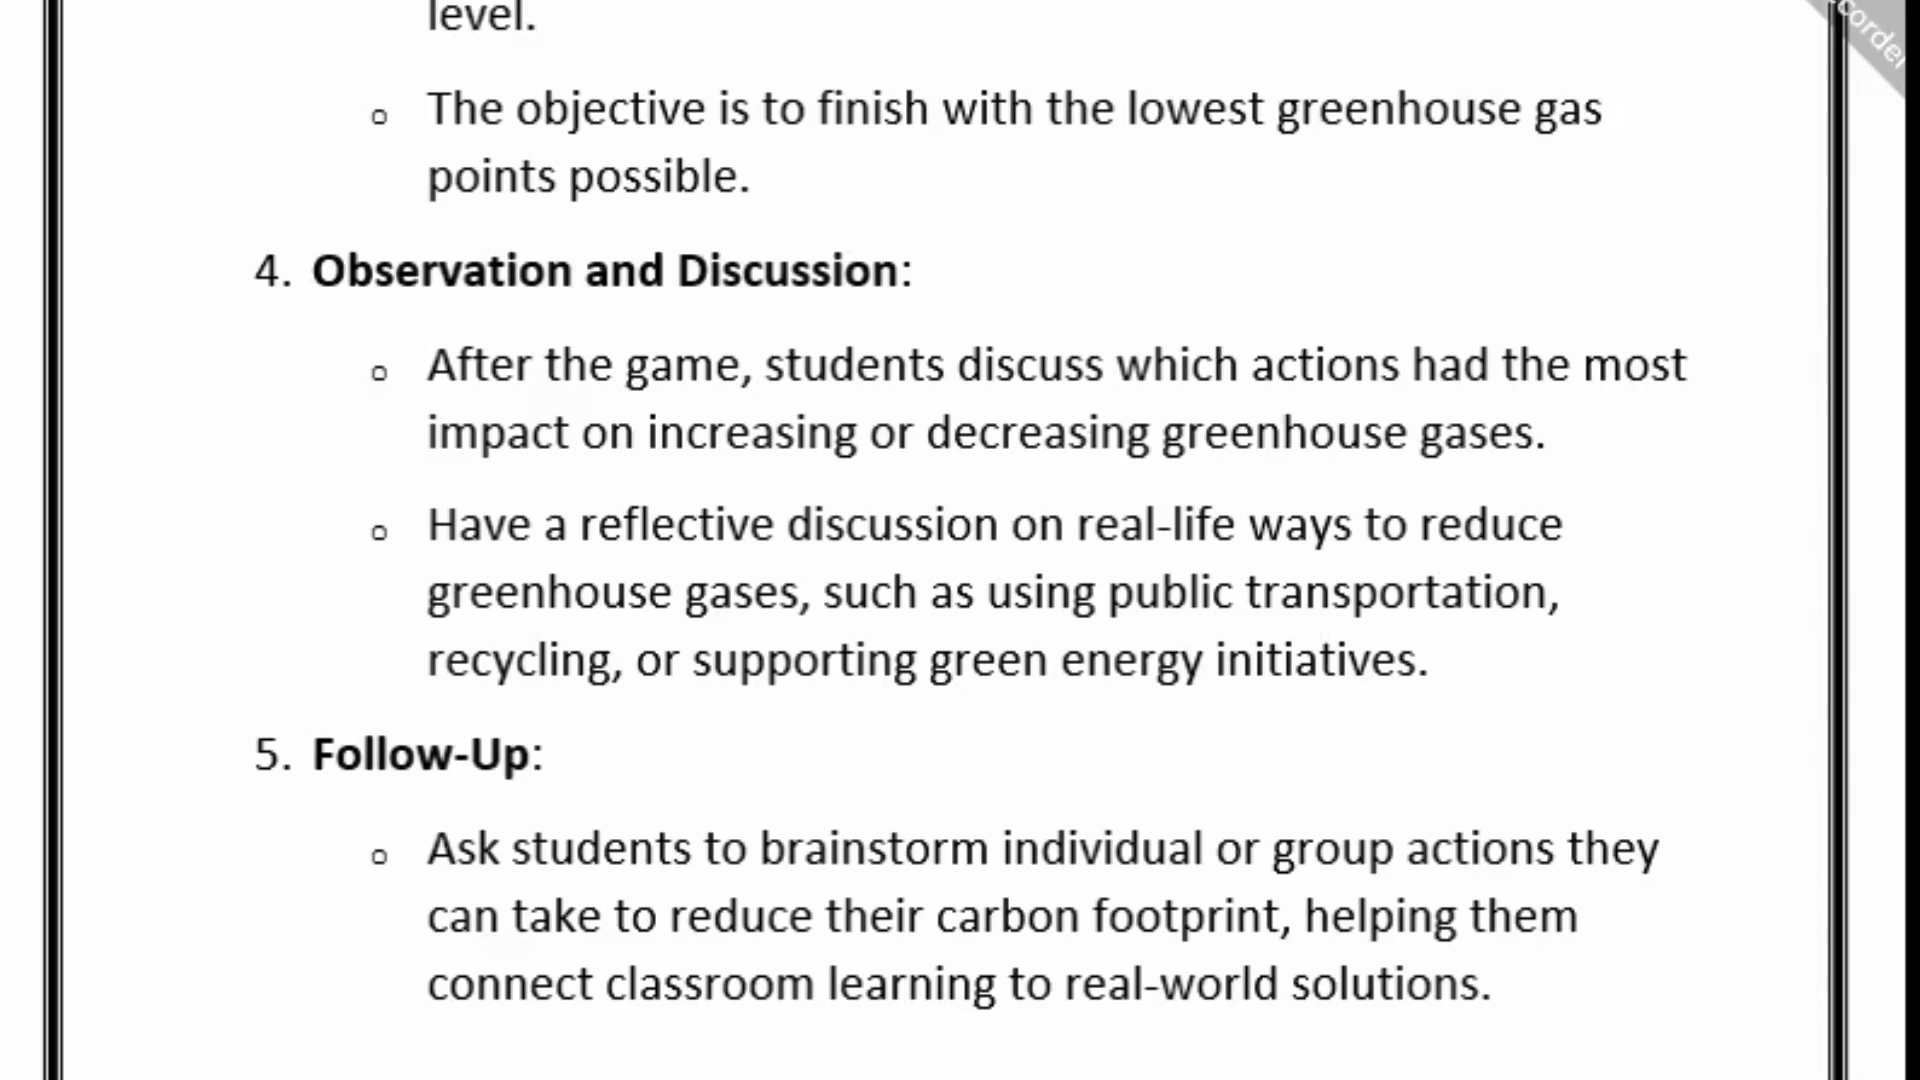 level.
o The objective is to finish with the lowest greenhouse gas
points possible.
4. Observation and Discussion:
o After the game, students discuss which actions had the most
impact on increasing or decreasing greenhouse gases.
o Have a reflective discussion on real-life ways to reduce
greenhouse gases, such as using public transportation,
recycling, or supporting green energy initiatives.
5. Follow-Up:
o Ask students to brainstorm individual or group actions they
can take to reduce their carbon footprint, helping them
connect classroom learning to real-world solutions.